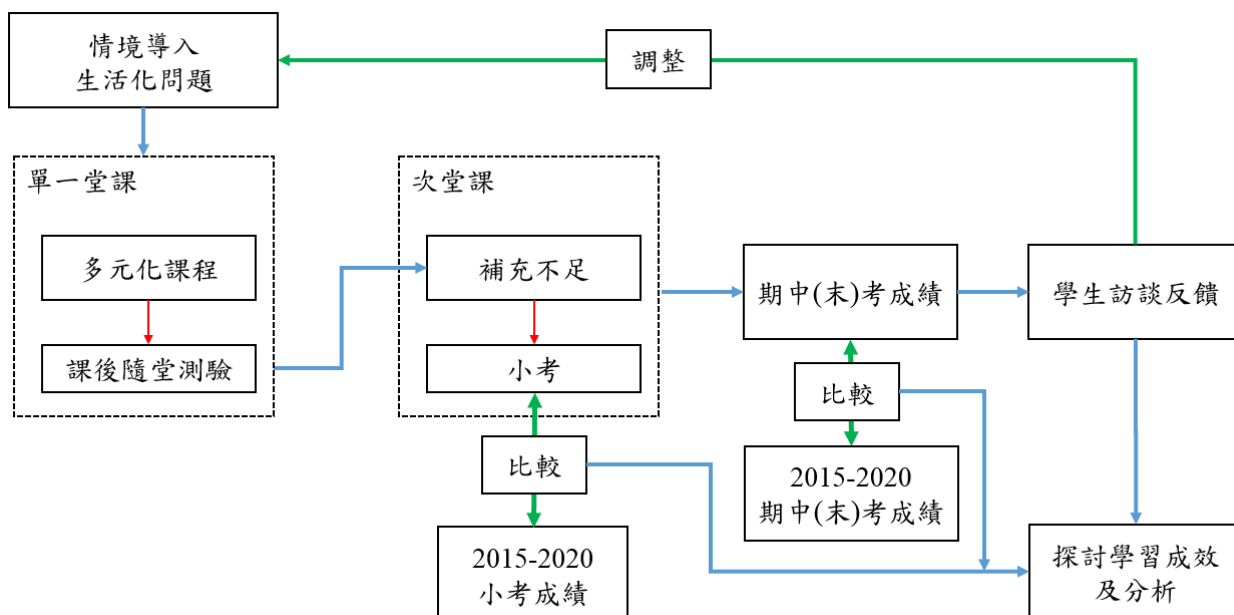 情境導入
生活化問題
調整
單一堂課
多元化課程
課後隨堂測驗
次堂課
補充不足
小考
期中(末)考成績
學生訪談反饋
比較
2015-2020
期中(末)考成績
比較
2015-2020
小考成績
探討學習成效
及分析